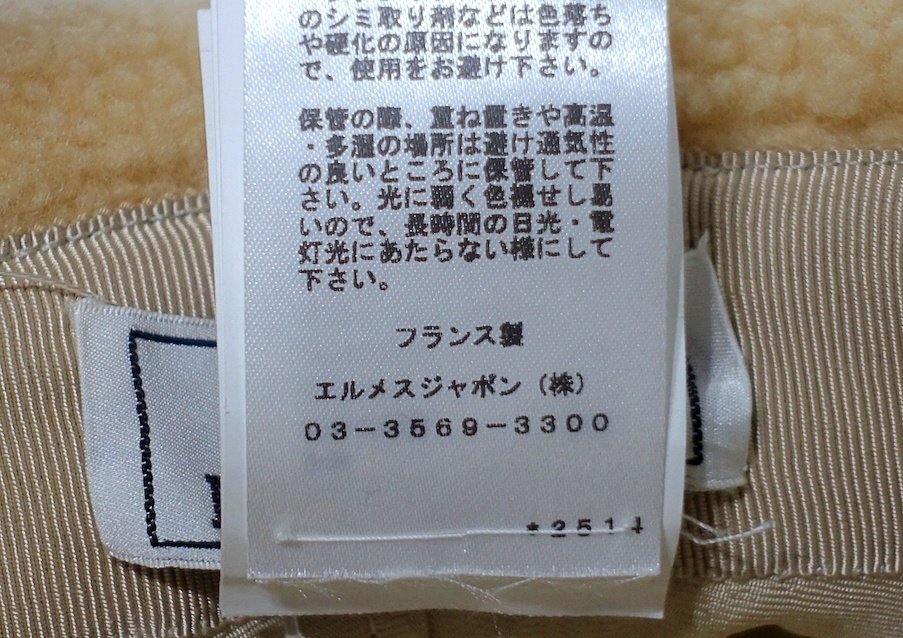 のシミ取り剤などは色落ち
や硬化の原因になりますの
で、使用をお避け下さい。
保管の際、重ね置きや高温
・多湿の場所は避け通気性
の良いところに保管して下
さい。光に弱く色褪せし易
いので、長時間の日光・電
灯光にあたらない様にして
下さい。
フランス製
エルメスジャポン（株）
03-3569-3300
*2514